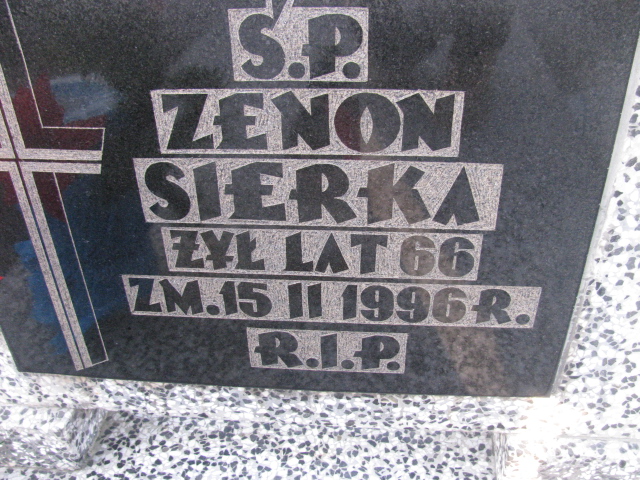 Ś.P.
ZENON
SIERKA
ŻYŁ LAT 66
ZM. 15 II 1996 R.
R.I.P.